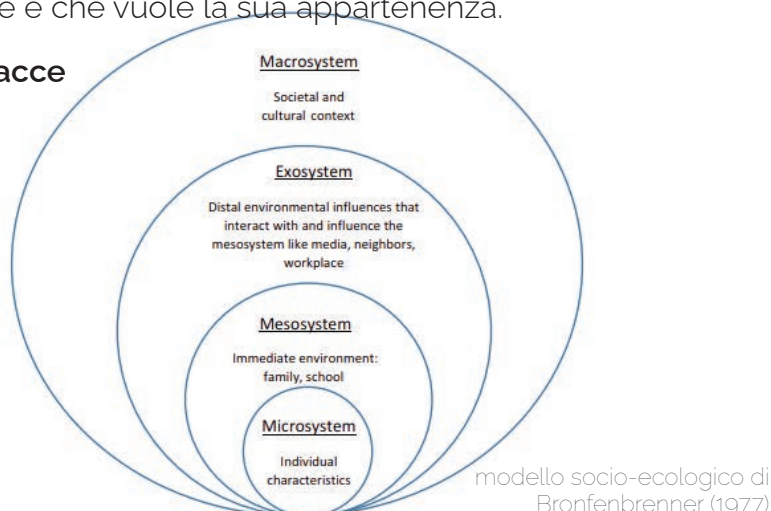 e e che vuole la sua appartenenza.
acce
Macrosystem
Societal and
cultural context
Exosystem
Distal environmental influences that
interact with and influence the
mesosystem like media, neighbors,
workplace
Mesosystem
Immediate environment:
family, school
Microsystem
Individual
characteristics
modello socio-ecologico di
Bronfenbrenner (1977)